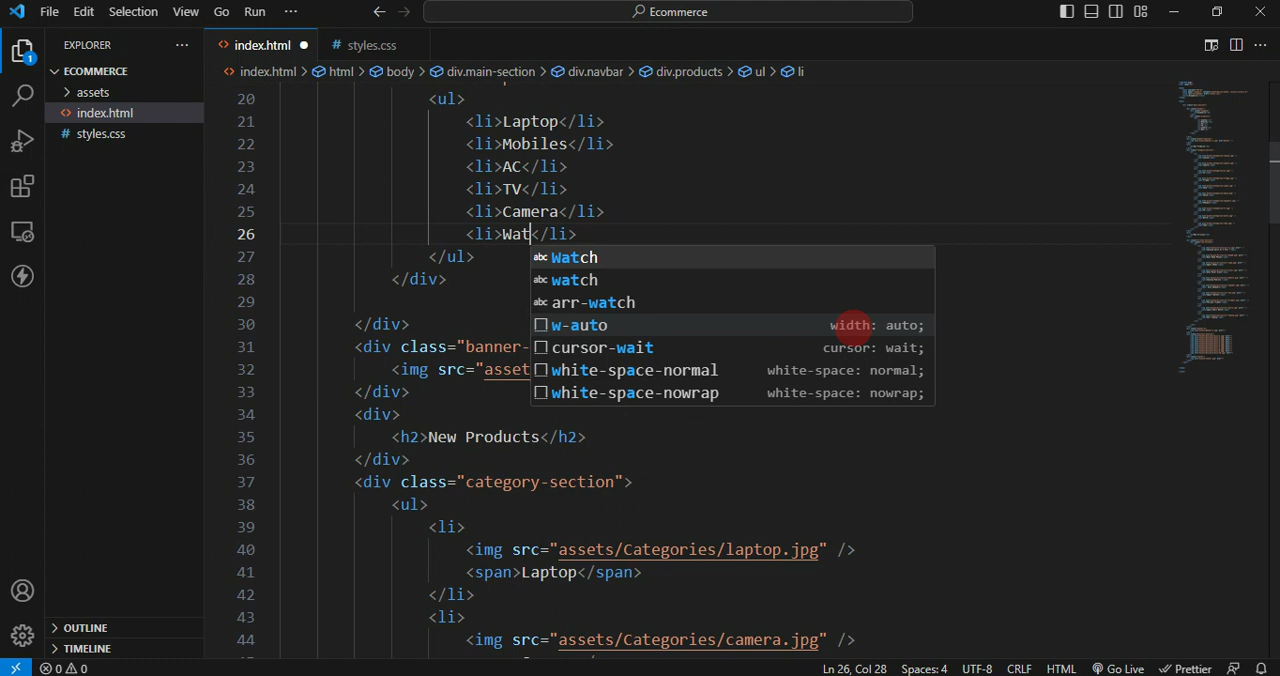 File Edit Selection View Go Run ··· Ecommerce
EXPLORER ···
index.html ● # styles.css
ECOMMERCE
index.html > html > body > div.main-section > div.navbar > div.products > ul > li
assets
index.html
# styles.css
20 <ul>
21 <li>Laptop</li>
22 <li>Mobiles</li>
23 <li>AC</li>
24 <li>TV</li>
25 <li>Camera</li>
26 <li>Wat</li>
27 </ul>
Watch
28 </div>
watch
29
arr-watch
30 </div>
w-auto width: auto;
31 <div class="banner-
cursor-wait cursor: wait;
32 <img src="asset
white-space-normal white-space: normal;
33 </div>
white-space-nowrap white-space: nowrap;
34 <div>
35 <h2>New Products</h2>
36 </div>
37 <div class="category-section">
38 <ul>
39 <li>
40 <img src="assets/Categories/laptop.jpg" />
41 <span>Laptop</span>
42 </li>
43 <li>
44 <img src="assets/Categories/camera.jpg" />
OUTLINE
TIMELINE
0 0 Ln 26, Col 28 Spaces: 4 UTF-8 CRLF HTML Go Live Prettier
1